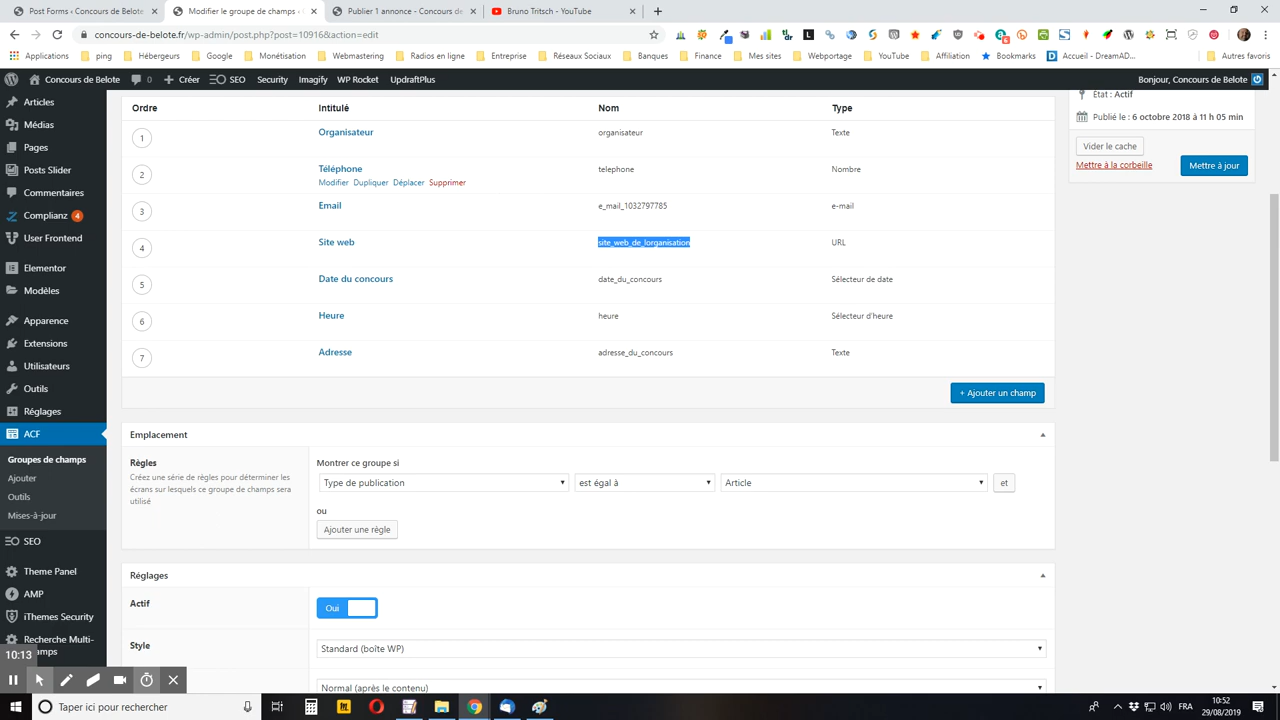 Post Forms ‹ Concours de Belote
Modifier le groupe de champs ‹
Publier 1 annonce - Concours de
Bruno Tritsch - YouTube
concours-de-belote.fr/wp-admin/post.php?post=10916&action=edit
Applications ping Hébergeurs Google Monétisation Webmastering Radios en ligne Entreprise Réseaux Sociaux Banques Finance Mes sites Webportage YouTube Affiliation Bookmarks Accueil - DreamAD... Autres favoris
Concours de Belote 0 Créer SEO Security Imagify WP Rocket UpdraftPlus Bonjour, Concours de Belote
Articles
Médias
Pages
Posts Slider
Commentaires
Complianz 4
User Frontend
Elementor
Modèles
Apparence
Extensions
Utilisateurs
Outils
Réglages
ACF
Groupes de champs
Ajouter
Outils
Mises-à-jour
SEO
Theme Panel
AMP
iThemes Security
Recherche Multi-
10:13
Ordre Intitulé Nom Type
1 Organisateur organisateur Texte
2 Téléphone telephone Nombre
Modifier Dupliquer Déplacer Supprimer
3 Email e_mail_1032797785 e-mail
4 Site web site_web_de_lorganisation URL
5 Date du concours date_du_concours Sélecteur de date
6 Heure heure Sélecteur d'heure
7 Adresse adresse_du_concours Texte
+ Ajouter un champ
Emplacement
Règles
Créez une série de règles pour déterminer les
écrans sur lesquels ce groupe de champs sera
utilisé
Montrer ce groupe si
Type de publication est égal à Article et
ou
Ajouter une règle
Réglages
Actif Oui
Style Standard (boîte WP)
Normal (après le contenu)
État : Actif
Publié le : 6 octobre 2018 à 11 h 05 min
Vider le cache
Mettre à la corbeille Mettre à jour
Taper ici pour rechercher
FRA
10:52
29/08/2019